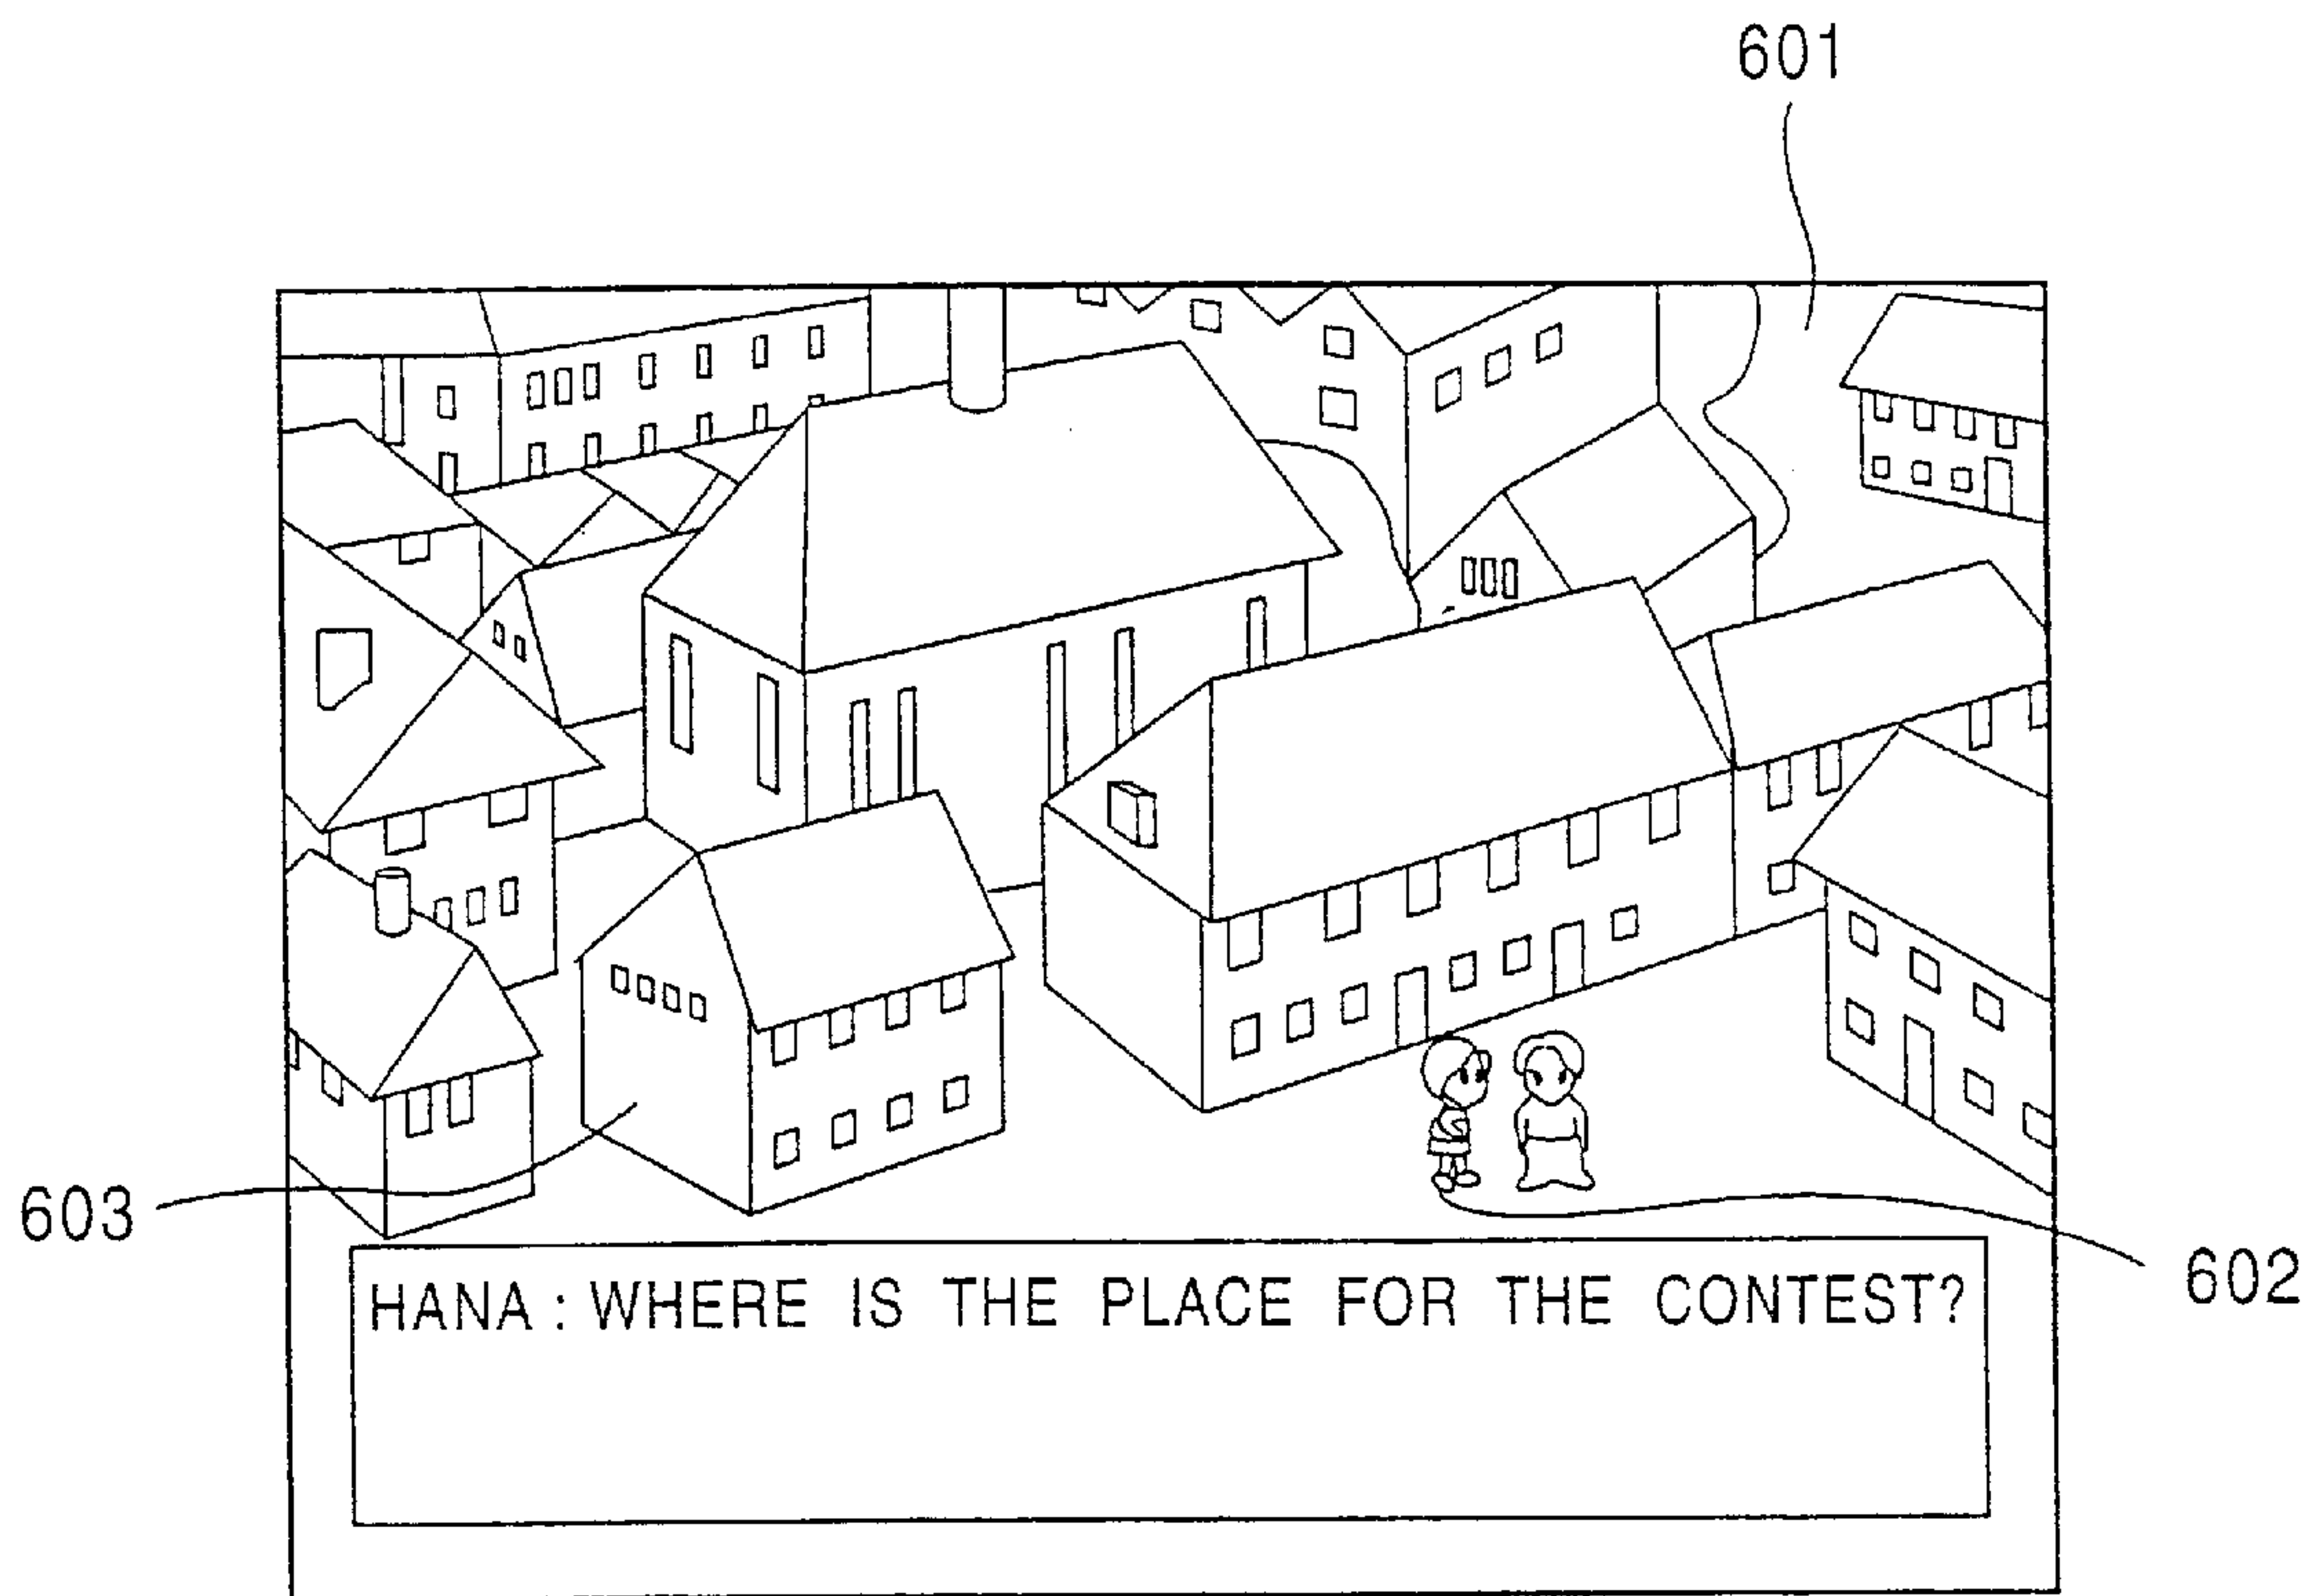 601
603
602
HANA : WHERE IS THE PLACE FOR THE CONTEST?